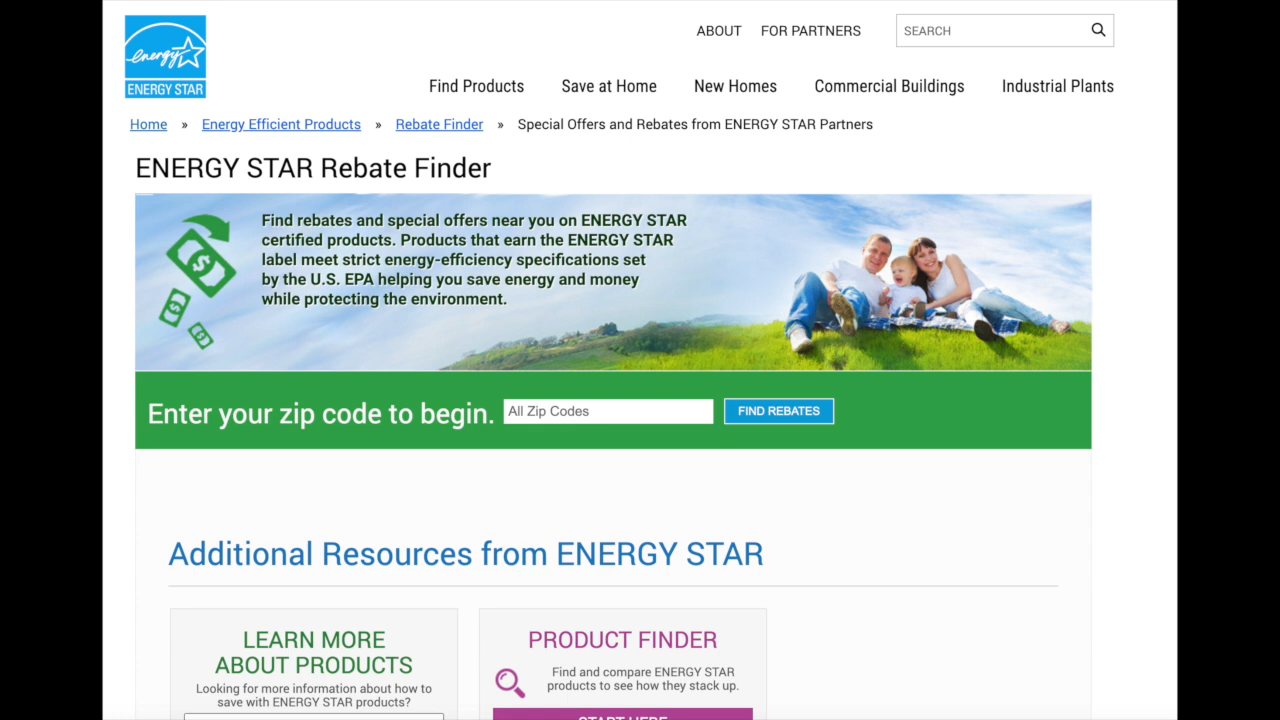 ABOUT
FOR PARTNERS
SEARCH
energy
ENERGY STAR
Find Products
Save at Home
New Homes
Commercial Buildings
Industrial Plants
Home » Energy Efficient Products » Rebate Finder » Special Offers and Rebates from ENERGY STAR Partners
ENERGY STAR Rebate Finder
Find rebates and special offers near you on ENERGY STAR
certified products. Products that earn the ENERGY STAR
label meet strict energy-efficiency specifications set
by the U.S. EPA helping you save energy and money
while protecting the environment.
Enter your zip code to begin.
All Zip Codes
FIND REBATES
Additional Resources from ENERGY STAR
LEARN MORE
ABOUT PRODUCTS
Looking for more information about how to
save with ENERGY STAR products?
PRODUCT FINDER
Find and compare ENERGY STAR
products to see how they stack up.
START HERE